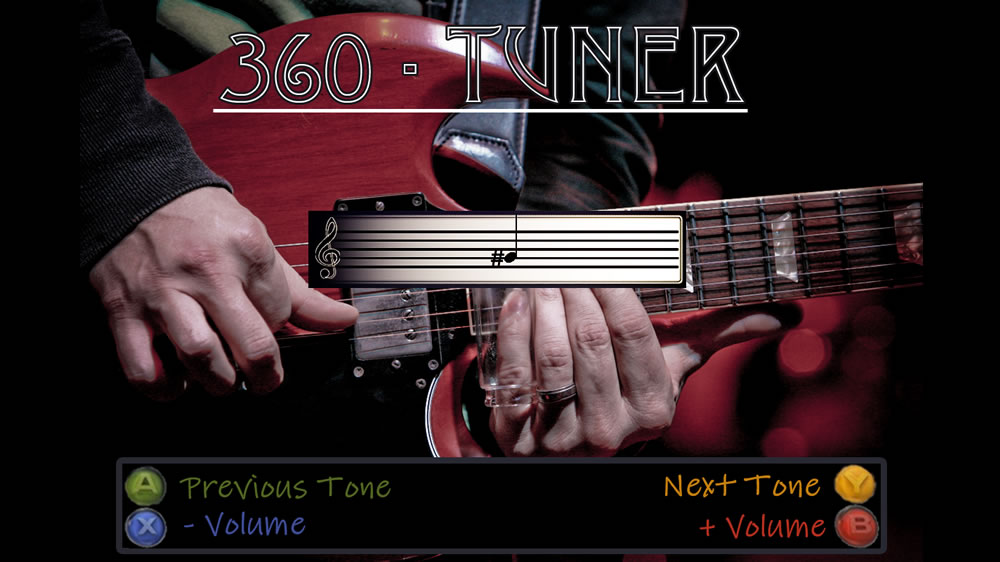 360 · TUNER
#
A Previous Tone
Next Tone Y
X - Volume
+ Volume B